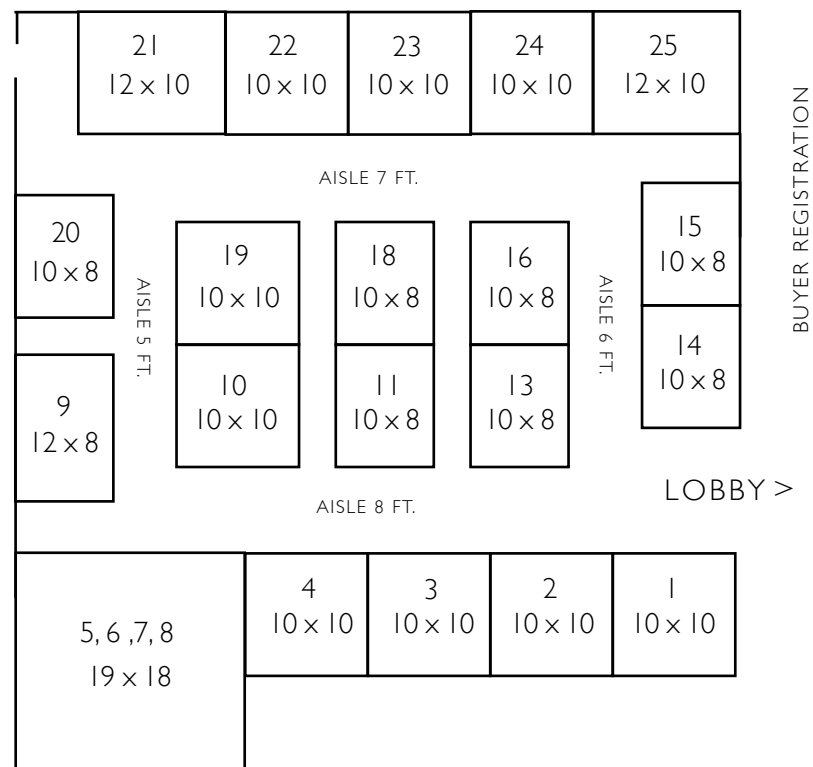 21
12 x 10
22
10 x 10
23
10 x 10
24
10 x 10
25
12 x 10
BUYER REGISTRATION
AISLE 7 FT.
20
10 x 8
AISLE 5 FT.
19
10 x 10
18
10 x 8
16
10 x 8
AISLE 6 FT.
15
10 x 8
14
10 x 8
9
12 x 8
10
10 x 10
11
10 x 8
13
10 x 8
LOBBY >
AISLE 8 FT.
5, 6 ,7, 8
19 x 18
4
10 x 10
3
10 x 10
2
10 x 10
1
10 x 10